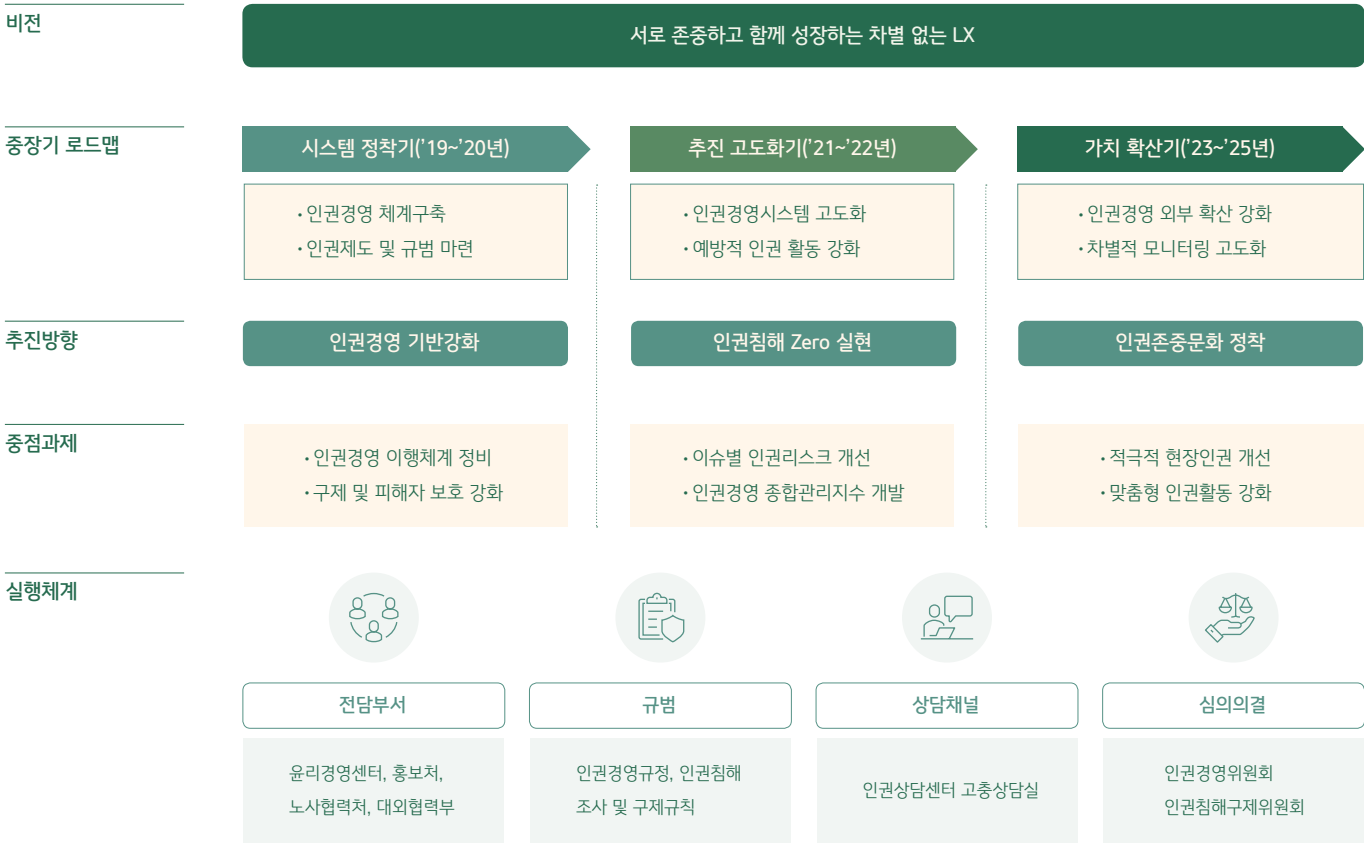 비전
서로 존중하고 함께 성장하는 차별 없는 LX
중장기 로드맵
시스템 정착기(’19~’20년)
추진 고도화기(’21~’22년)
가치 확산기(’23~’25년)
· 인권경영 체계구축
· 인권제도 및 규범 마련
· 인권경영시스템 고도화
· 예방적 인권 활동 강화
· 인권경영 외부 확산 강화
· 차별적 모니터링 고도화
추진방향
인권경영 기반강화
인권침해 Zero 실현
인권존중문화 정착
중점과제
· 인권경영 이행체계 정비
· 구제 및 피해자 보호 강화
· 이슈별 인권리스크 개선
· 인권경영 종합관리지수 개발
· 적극적 현장인권 개선
· 맞춤형 인권활동 강화
실행체계
전담부서
윤리경영센터, 홍보처,
노사협력처, 대외협력부
규범
인권경영규정, 인권침해
조사 및 구제규칙
상담채널
인권상담센터 고충상담실
심의의결
인권경영위원회
인권침해구제위원회